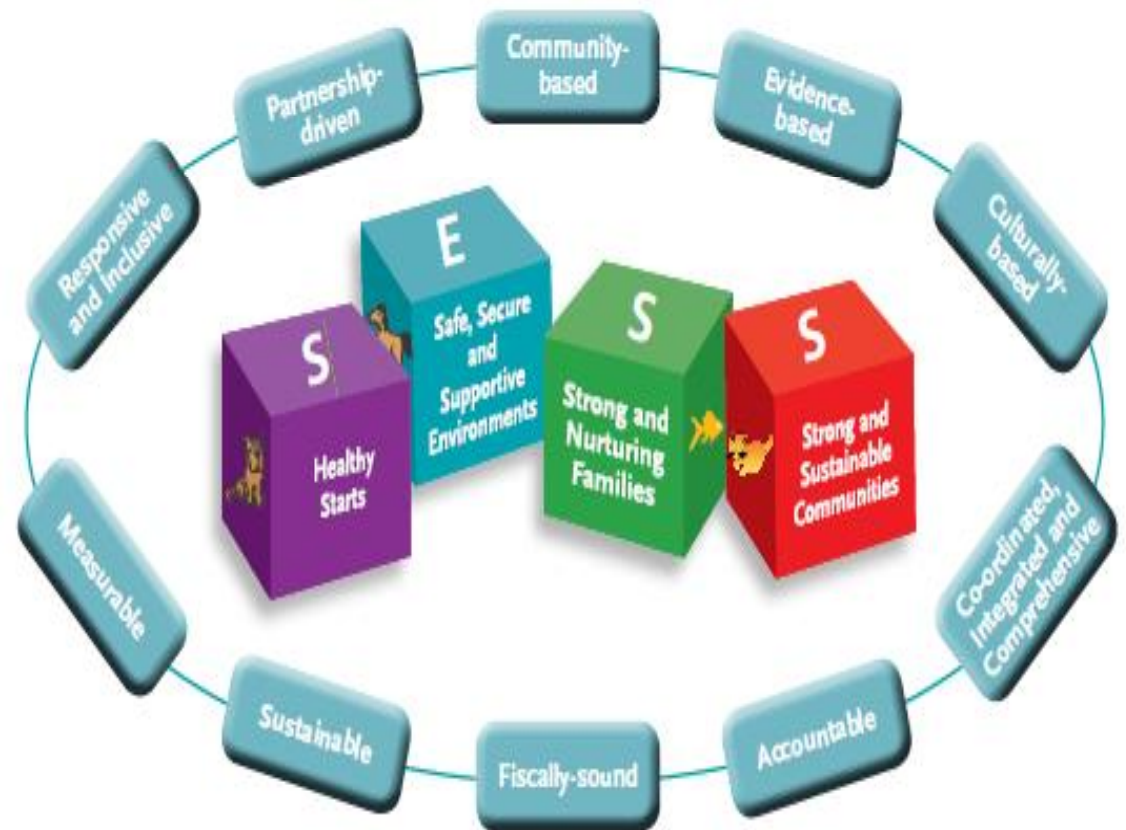 Community-
based
Evidence-
based
Culturally-
based
Co-ordinated,
Integrated and
Comprehensive
Accountable
Fiscally-sound
Sustainable
Measurable
Responsive
and Inclusive
Partnership-
driven
S
Healthy
Starts
E
Safe, Secure
and
Supportive
Environments
S
Strong and
Nurturing
Families
S
Strong and
Sustainable
Communities